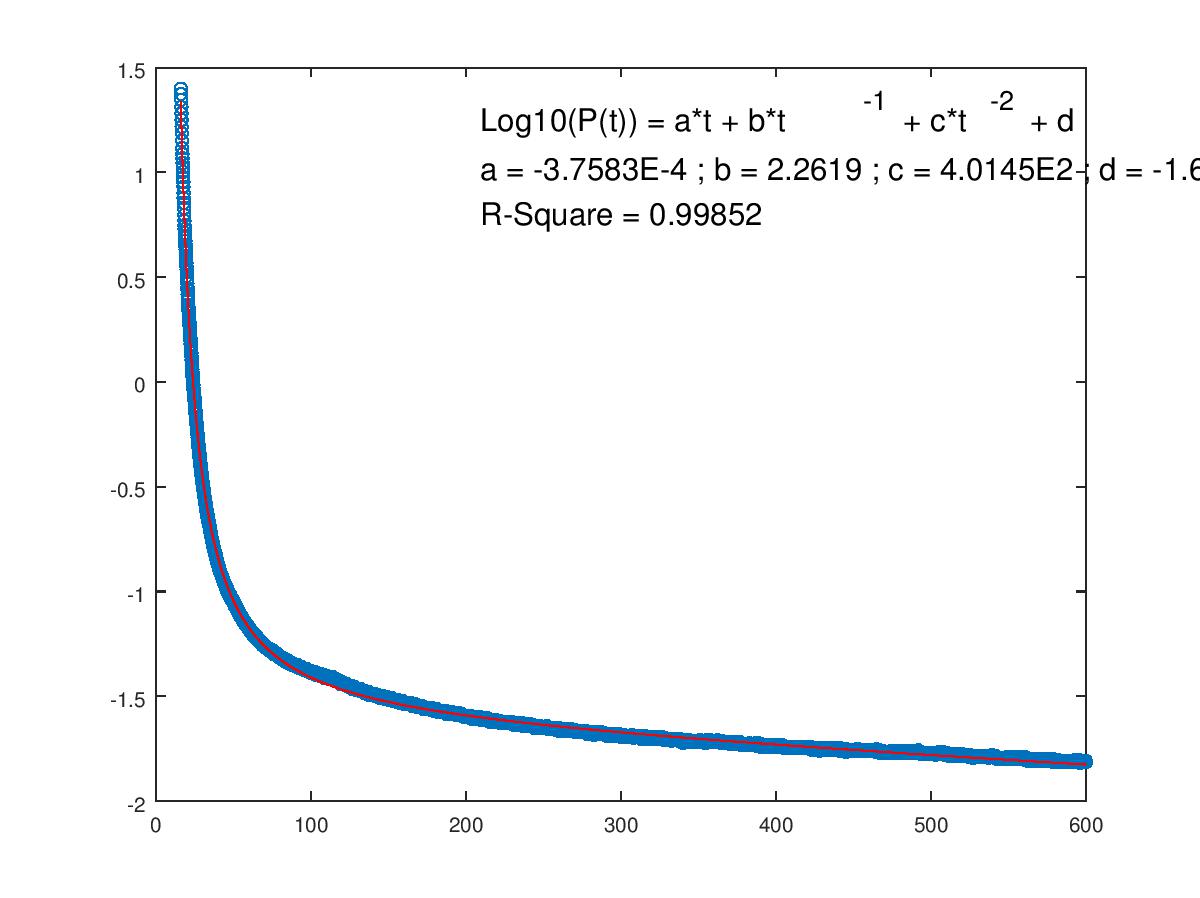 Log10(P(t)) = a*t + b*t -1 + c*t -2 + d
a = -3.7583E-4 ; b = 2.2619 ; c = 4.0145E2 ; d = -1.6
R-Square = 0.99852
1.5
1
0.5
0
-0.5
-1
-1.5
-2
0 100 200 300 400 500 600